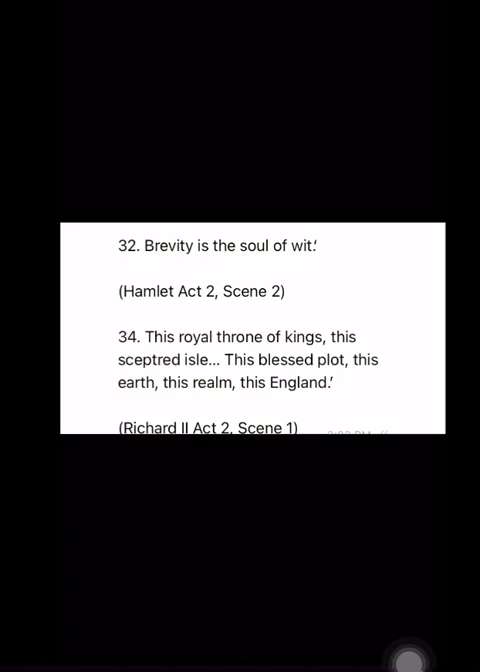 32. Brevity is the soul of wit.‘
(Hamlet Act 2, Scene 2)
34. This royal throne of kings, this
sceptred isle… This blessed plot, this
earth, this realm, this England.’
(Richard II Act 2, Scene 1)